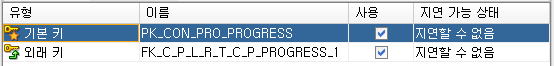 유형 이름 사용 지연 가능 상태
기본 키 PK_CON_PRO_PROGRESS 지연할 수 없음
외래 키 FK_C_P_L_R_T_C_P_PROGRESS_1 지연할 수 없음